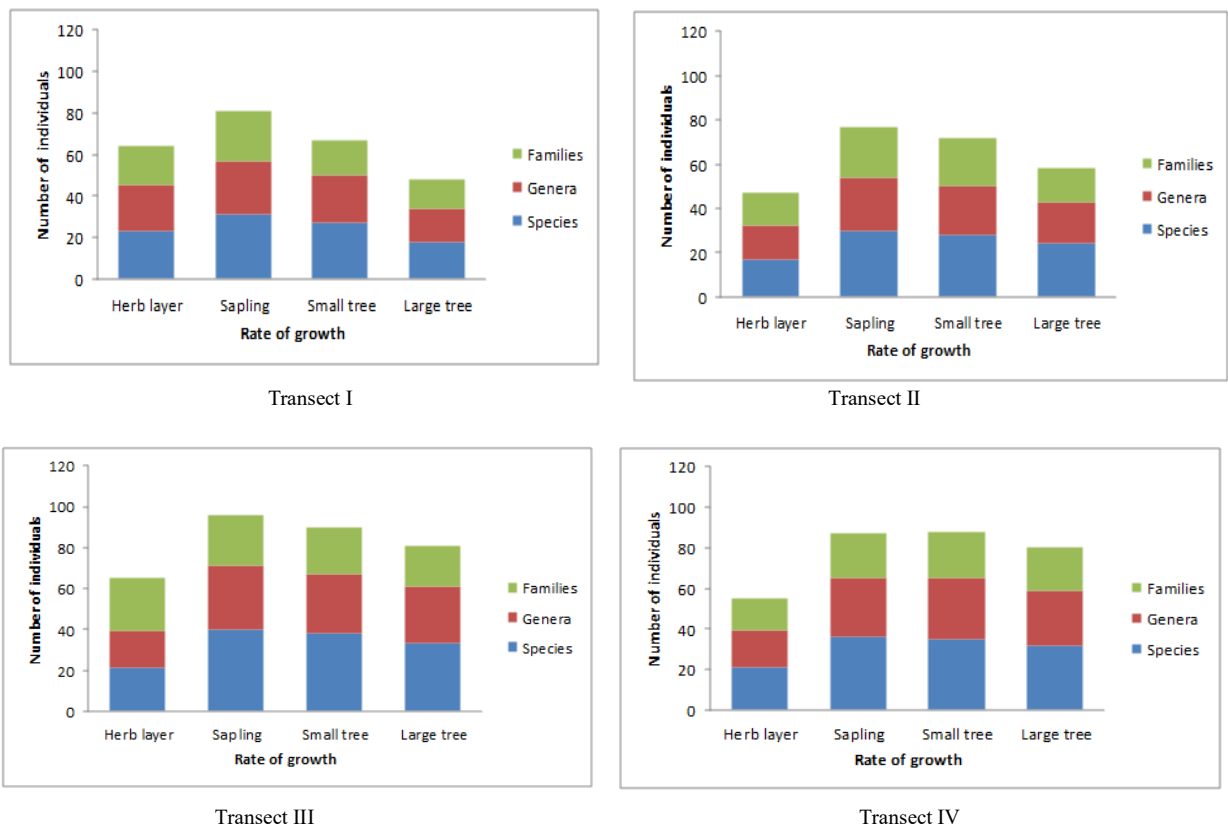 120
100
80
60
40
20
0
Number of individuals
Herb layer Sapling Small tree Large tree
Rate of growth
Families
Genera
Species
Transect I
120
100
80
60
40
20
0
Number of individuals
Herb layer Sapling Small tree Large tree
Rate of growth
Families
Genera
Species
Transect II
120
100
80
60
40
20
0
Number of individuals
Herb layer Sapling Small tree Large tree
Rate of growth
Families
Genera
Species
Transect III
120
100
80
60
40
20
0
Number of individuals
Herb layer Sapling Small tree Large tree
Rate of growth
Families
Genera
Species
Transect IV